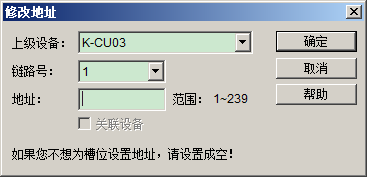 修改地址
上级设备： K-CU03 确定
链路号： 1 取消
地址： 范围： 1~239 帮助
关联设备
如果您不想为槽位设置地址，请设置成空！